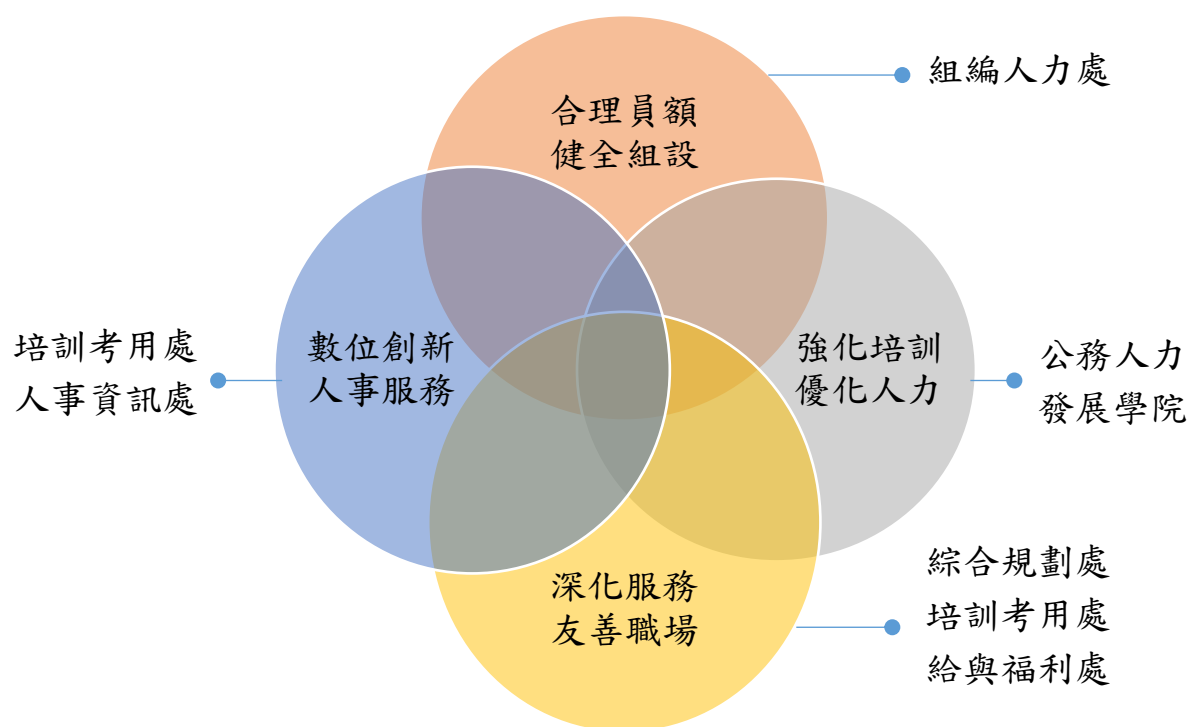 組編人力處
合理員額
健全組設
培訓考用處
人事資訊處
數位創新
人事服務
強化培訓
優化人力
公務人力
發展學院
深化服務
友善職場
綜合規劃處
培訓考用處
給與福利處